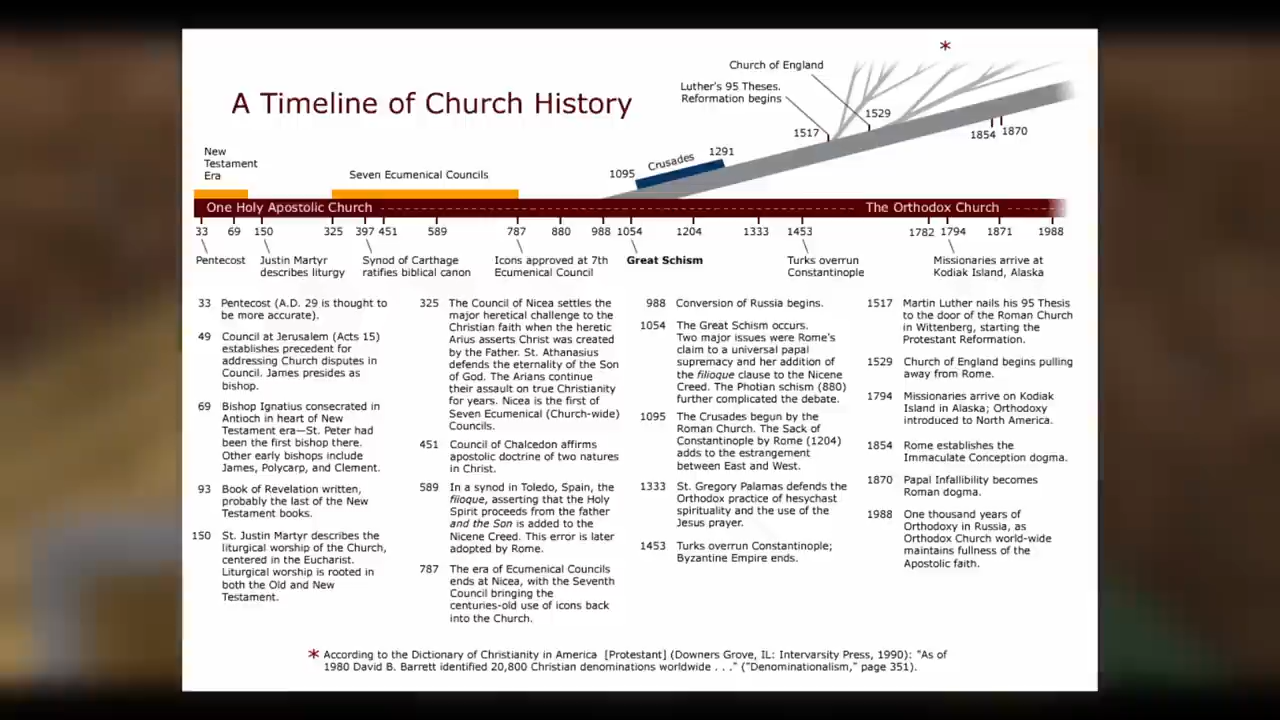 *
Church of England
Luther's 95 Theses.
Reformation begins
A Timeline of Church History
1529
1517
1854 1870
New
Testament
Era
Seven Ecumenical Councils
1095
Crusades
1291
One Holy Apostolic Church
The Orthodox Church
33 69 150 325 397 451 589 787 880 988 1054 1204 1333 1453 1782 1794 1871 1988
Pentecost
Justin Martyr
describes liturgy
Synod of Carthage
ratifies biblical canon
Icons approved at 7th
Ecumenical Council
Great Schism
Turks overrun
Constantinople
Missionaries arrive at
Kodiak Island, Alaska
33 Pentecost (A.D. 29 is thought to
be more accurate).
49 Council at Jerusalem (Acts 15)
establishes precedent for
addressing Church disputes in
Council. James presides as
bishop.
69 Bishop Ignatius consecrated in
Antioch in heart of New
Testament era—St. Peter had
been the first bishop there.
Other early bishops include
James, Polycarp, and Clement.
93 Book of Revelation written,
probably the last of the New
Testament books.
150 St. Justin Martyr describes the
liturgical worship of the Church,
centered in the Eucharist.
Liturgical worship is rooted in
both the Old and New
Testament.
325 The Council of Nicea settles the
major heretical challenge to the
Christian faith when the heretic
Arius asserts Christ was created
by the Father. St. Athanasius
defends the eternality of the Son
of God. The Arians continue
their assault on true Christianity
for years. Nicea is the first of
Seven Ecumenical (Church-wide)
Councils.
451 Council of Chalcedon affirms
apostolic doctrine of two natures
in Christ.
589 In a synod in Toledo, Spain, the
filioque, asserting that the Holy
Spirit proceeds from the father
and the Son is added to the
Nicene Creed. This error is later
adopted by Rome.
787 The era of Ecumenical Councils
ends at Nicea, with the Seventh
Council bringing the
centuries-old use of icons back
into the Church.
988 Conversion of Russia begins.
1054 The Great Schism occurs.
Two major issues were Rome's
claim to a universal papal
supremacy and her addition of
the filioque clause to the Nicene
Creed. The Photian schism (880)
further complicated the debate.
1095 The Crusades begun by the
Roman Church. The Sack of
Constantinople by Rome (1204)
adds to the estrangement
between East and West.
1333 St. Gregory Palamas defends the
Orthodox practice of hesychast
spirituality and the use of the
Jesus prayer.
1453 Turks overrun Constantinople;
Byzantine Empire ends.
1517 Martin Luther nails his 95 Thesis
to the door of the Roman Church
in Wittenberg, starting the
Protestant Reformation.
1529 Church of England begins pulling
away from Rome.
1794 Missionaries arrive on Kodiak
Island in Alaska; Orthodoxy
introduced to North America.
1854 Rome establishes the
Immaculate Conception dogma.
1870 Papal Infallibility becomes
Roman dogma.
1988 One thousand years of
Orthodoxy in Russia, as
Orthodox Church world-wide
maintains fullness of the
Apostolic faith.
* According to the Dictionary of Christianity in America [Protestant] (Downers Grove, IL: Intervarsity Press, 1990): "As of
1980 David B. Barrett identified 20,800 Christian denominations worldwide . . ." ("Denominationalism," page 351).